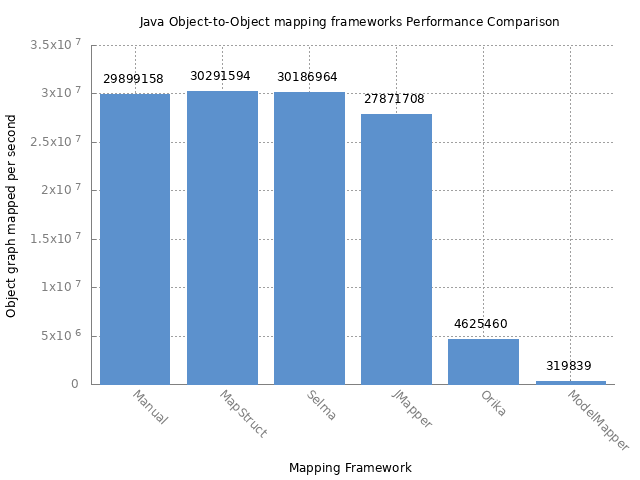 Java Object-to-Object mapping frameworks Performance Comparison
Object graph mapped per second
3.5x10 7
3x10 7
2.5x10 7
2x10 7
1.5x10 7
1x10 7
5x10 6
0
29899158
30291594
30186964
27871708
4625460
319839
Manual
MapStruct
Selma
JMapper
Orika
ModelMapper
Mapping Framework